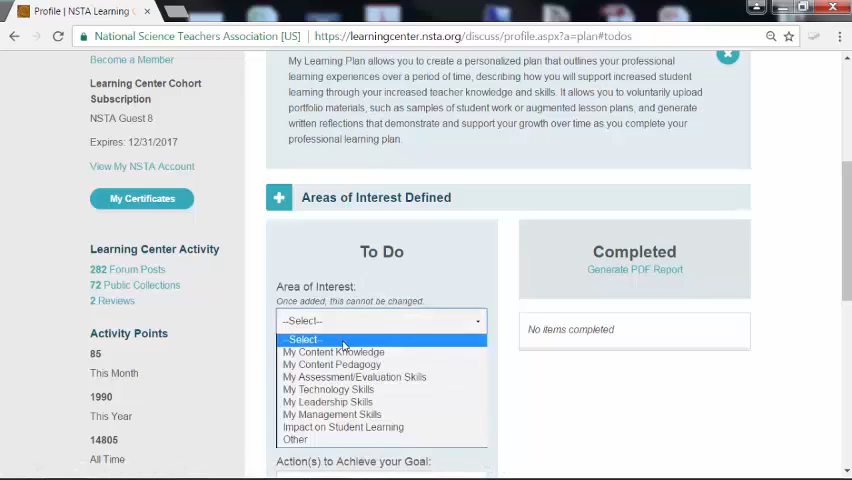 Profile | NSTA Learning C
National Science Teachers Association [US]
https://learningcenter.nsta.org/discuss/profile.aspx?a=plan#todos
Become a Member
Learning Center Cohort
Subscription
NSTA Guest 8
Expires: 12/31/2017
View My NSTA Account
My Certificates
Learning Center Activity
282 Forum Posts
72 Public Collections
2 Reviews
Activity Points
85
This Month
1990
This Year
14805
All Time
My Learning Plan allows you to create a personalized plan that outlines your professional
learning experiences over a period of time, describing how you will support increased student
learning through your increased teacher knowledge and skills. It allows you to voluntarily upload
portfolio materials, such as samples of student work or augmented lesson plans, and generate
written reflections that demonstrate and support your growth over time as you complete your
professional learning plan.
Areas of Interest Defined
To Do
Area of Interest:
Once added, this cannot be changed.
--Select--
--Select--
My Content Knowledge
My Content Pedagogy
My Assessment/Evaluation Skills
My Technology Skills
My Leadership Skills
My Management Skills
Impact on Student Learning
Other
Action(s) to Achieve your Goal:
Completed
Generate PDF Report
No items completed